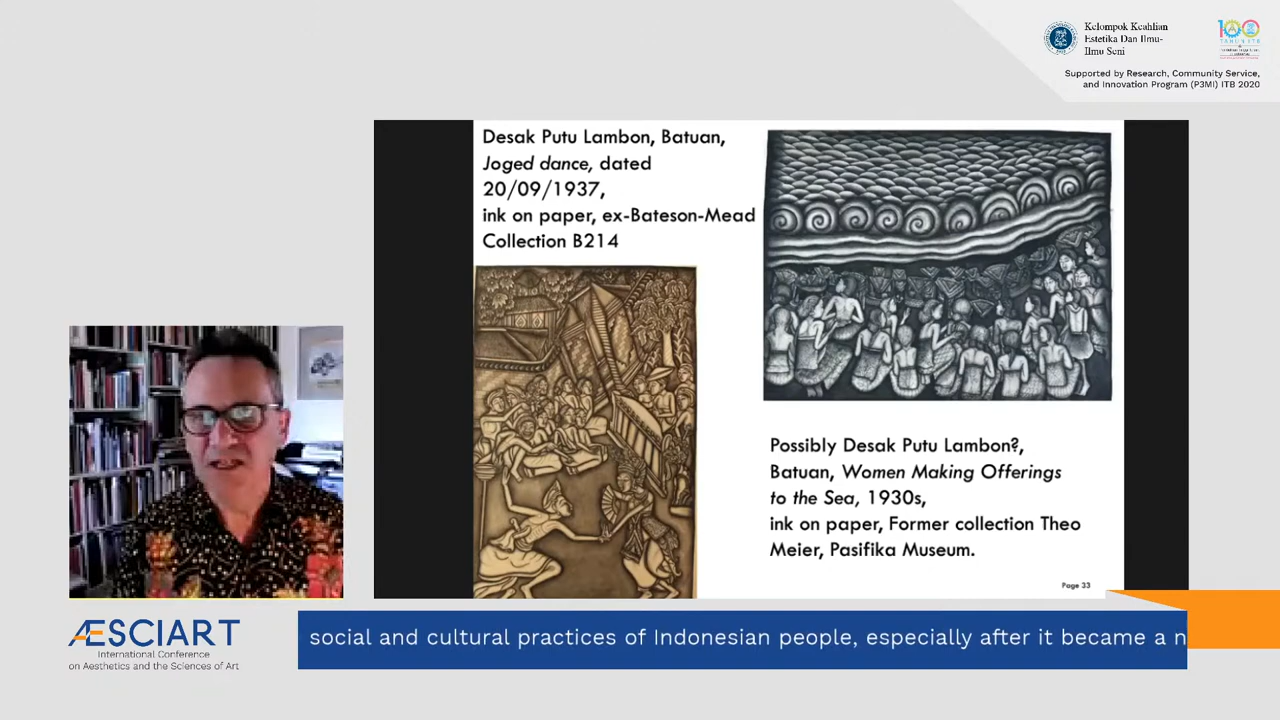 Kelompok Keahlian
Estetika Dan Ilmu-
Ilmu Seni
100
Supported by Research, Community Service,
and Innovation Program (P3MI) ITB 2020
Desak Putu Lambon, Batuan,
Joged dance, dated
20/09/1937,
ink on paper, ex-Bateson-Mead
Collection B214
Possibly Desak Putu Lambon?,
Batuan, Women Making Offerings
to the Sea, 1930s,
ink on paper, Former collection Theo
Meier, Pasifika Museum.
Page 33
ÆSCIART
International Conference
on Aesthetics and the Sciences of Art
social and cultural practices of Indonesian people, especially after it became a n